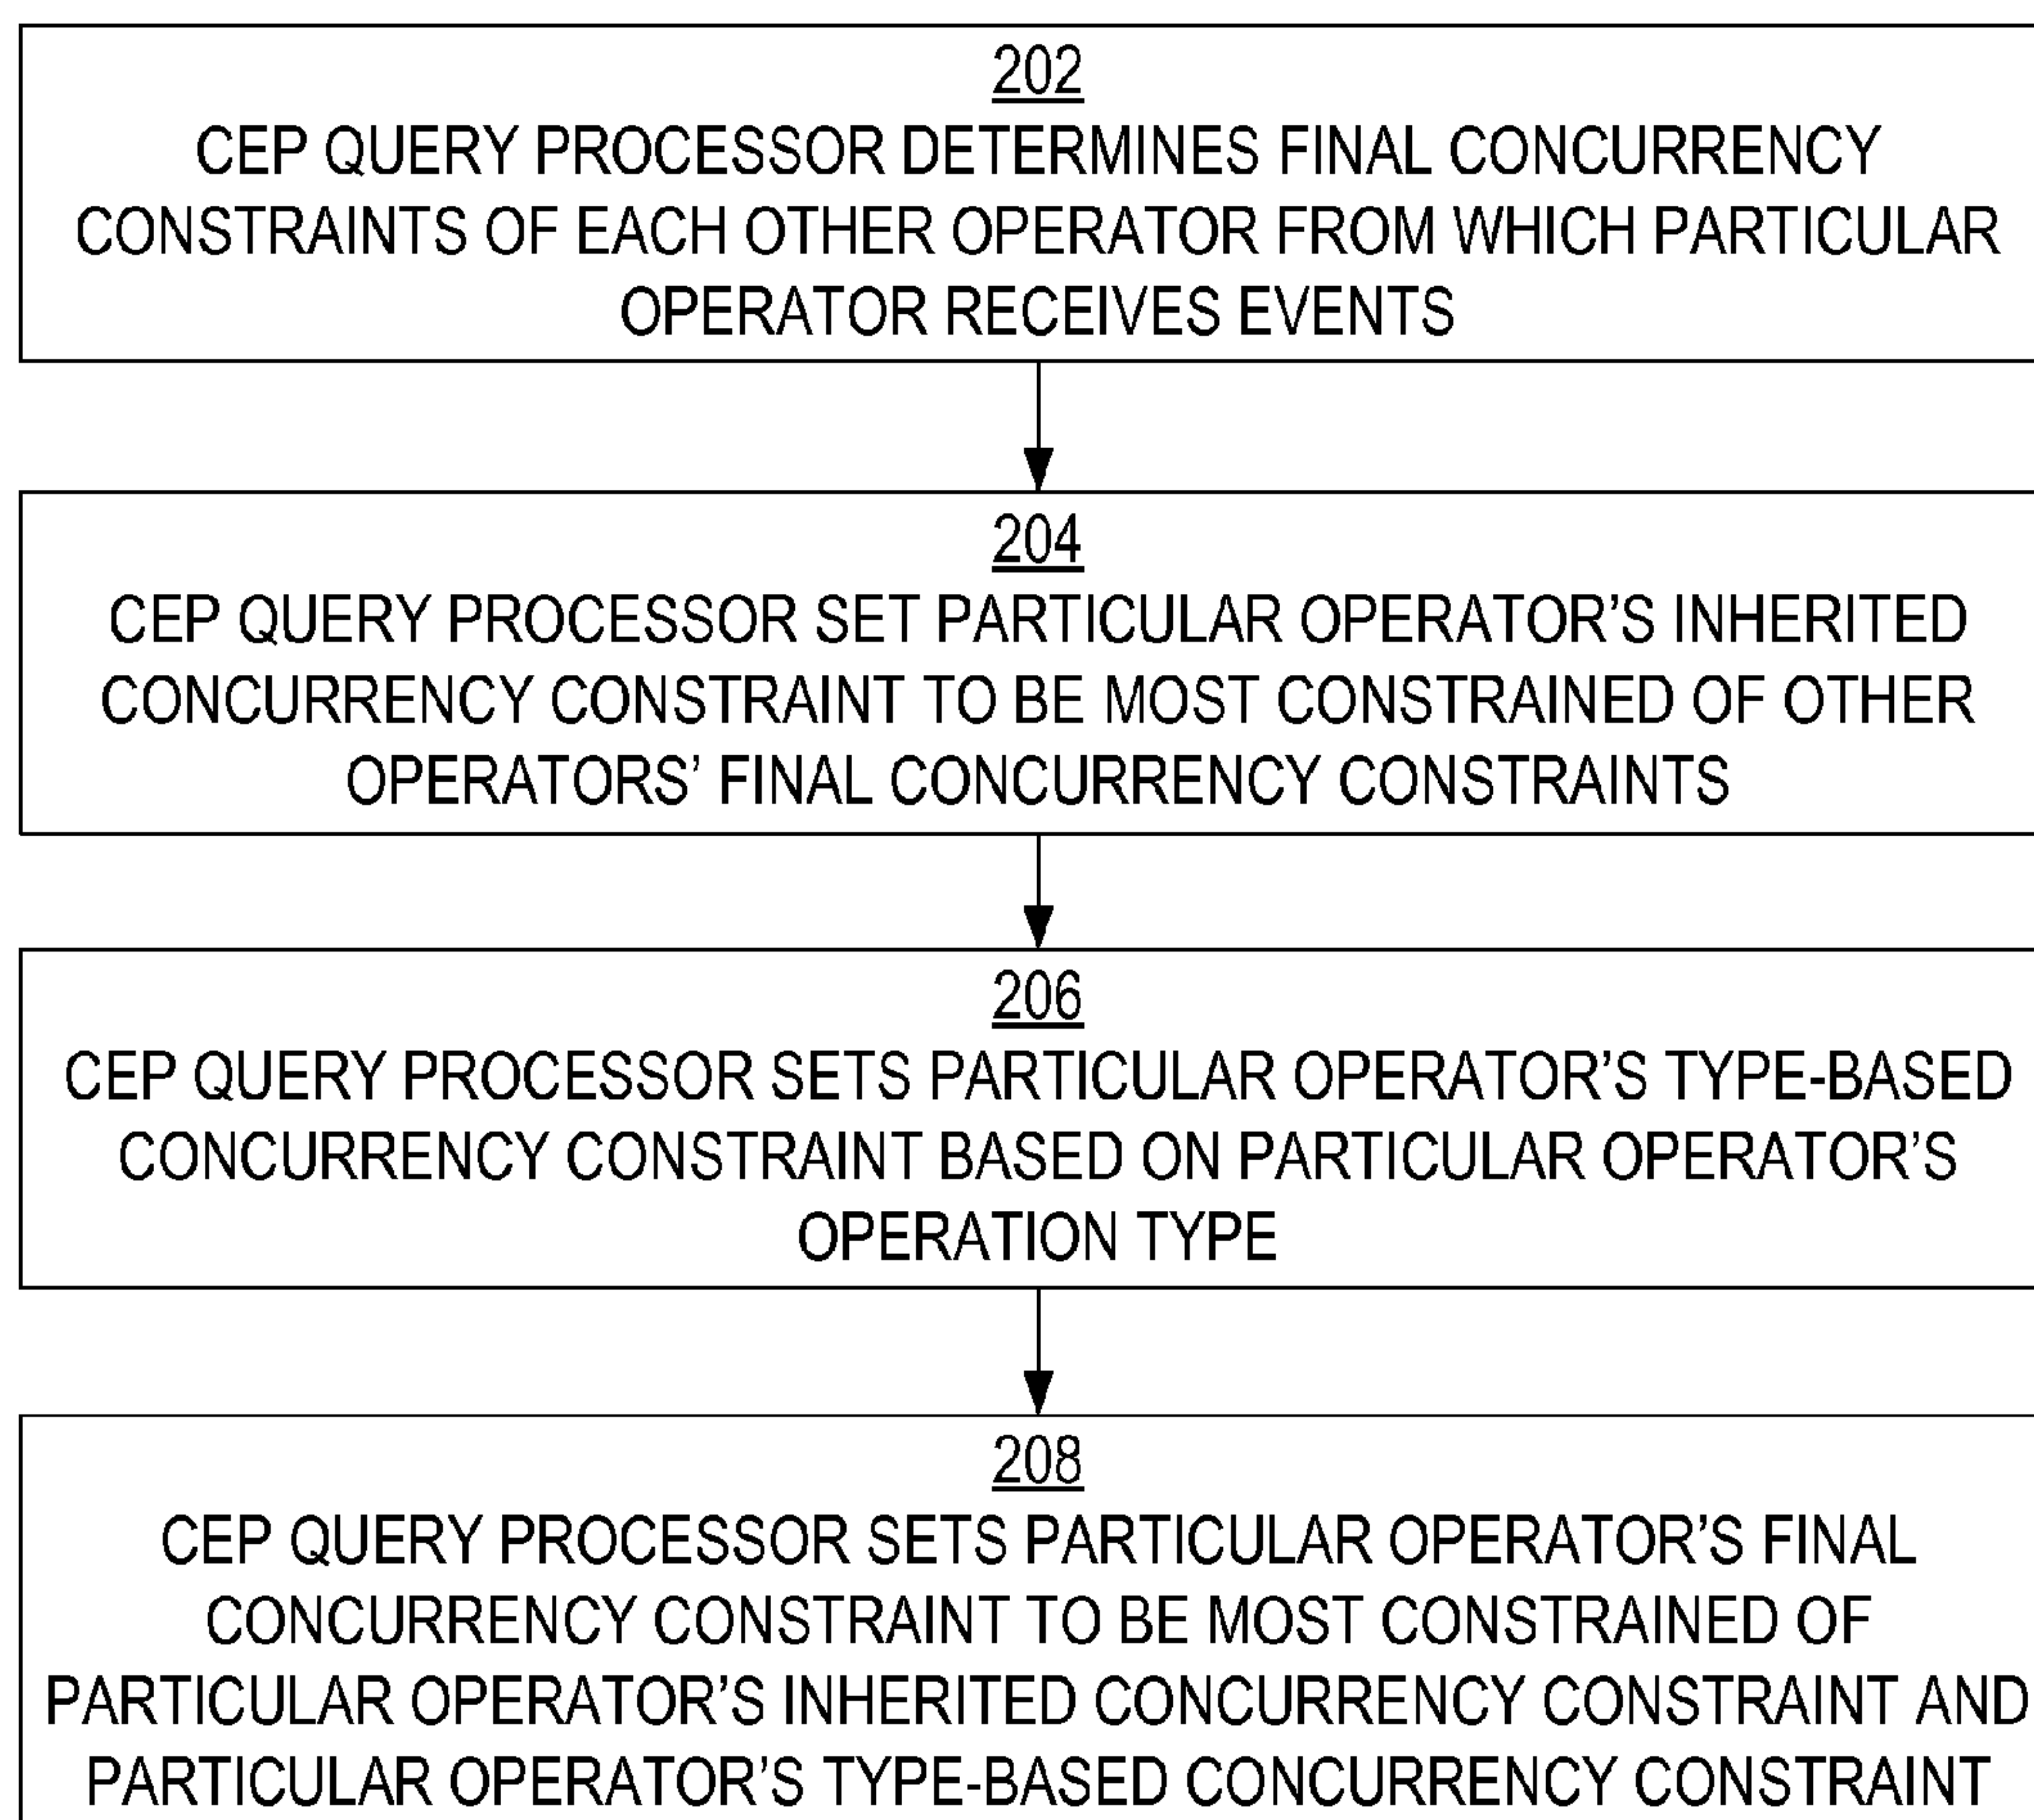 202
CEP QUERY PROCESSOR DETERMINES FINAL CONCURRENCY
CONSTRAINTS OF EACH OTHER OPERATOR FROM WHICH PARTICULAR
OPERATOR RECEIVES EVENTS
204
CEP QUERY PROCESSOR SET PARTICULAR OPERATOR’S INHERITED
CONCURRENCY CONSTRAINT TO BE MOST CONSTRAINED OF OTHER
OPERATORS’ FINAL CONCURRENCY CONSTRAINTS
206
CEP QUERY PROCESSOR SETS PARTICULAR OPERATOR’S TYPE-BASED
CONCURRENCY CONSTRAINT BASED ON PARTICULAR OPERATOR’S
OPERATION TYPE
208
CEP QUERY PROCESSOR SETS PARTICULAR OPERATOR’S FINAL
CONCURRENCY CONSTRAINT TO BE MOST CONSTRAINED OF
PARTICULAR OPERATOR’S INHERITED CONCURRENCY CONSTRAINT AND
PARTICULAR OPERATOR’S TYPE-BASED CONCURRENCY CONSTRAINT